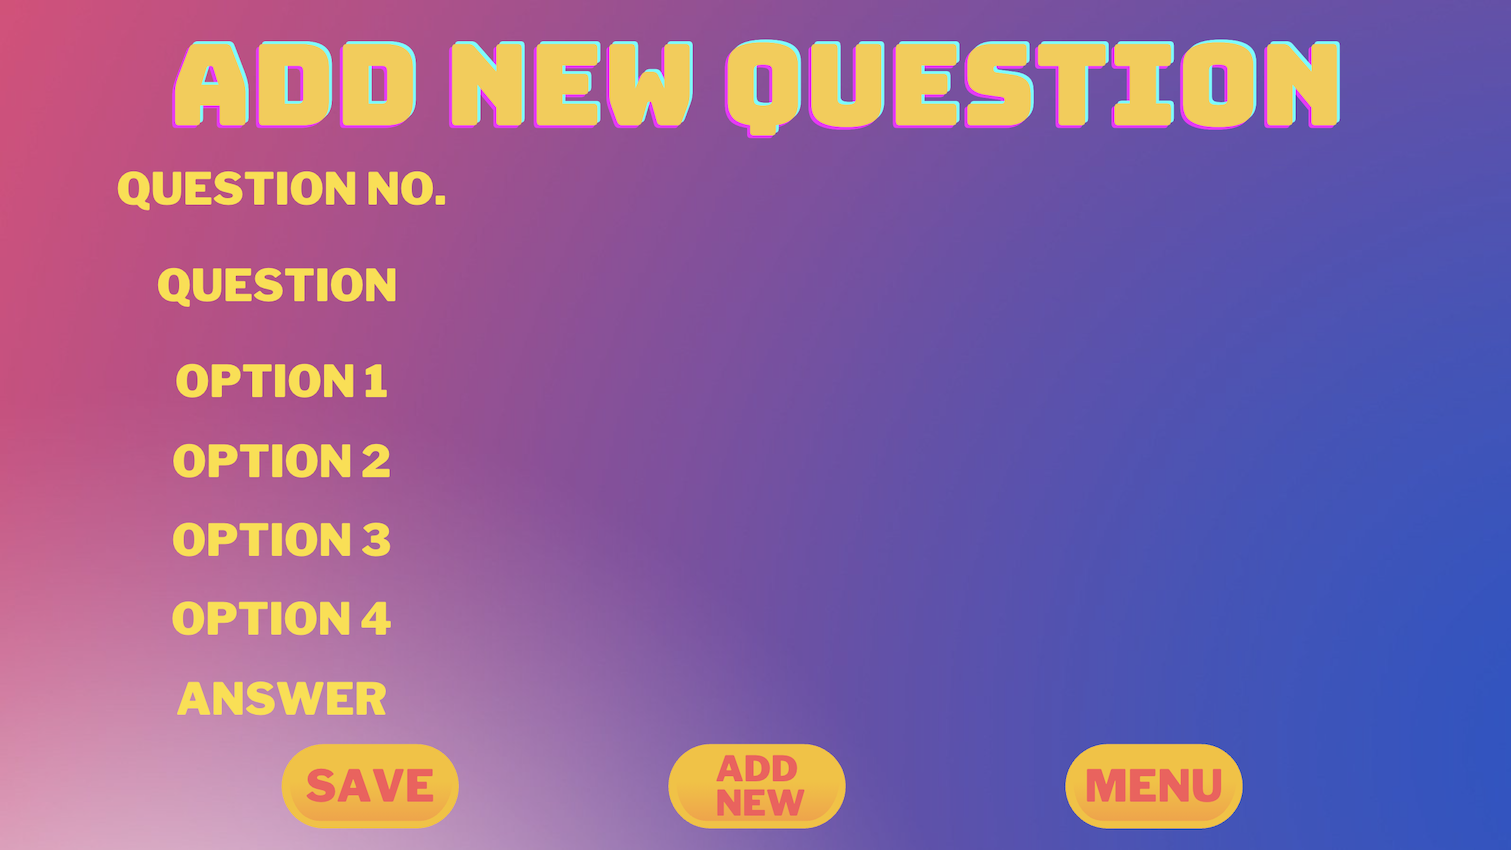 ADD NEW QUESTION
QUESTION NO.
QUESTION
OPTION 1
OPTION 2
OPTION 3
OPTION 4
ANSWER
SAVE
ADD
NEW
MENU